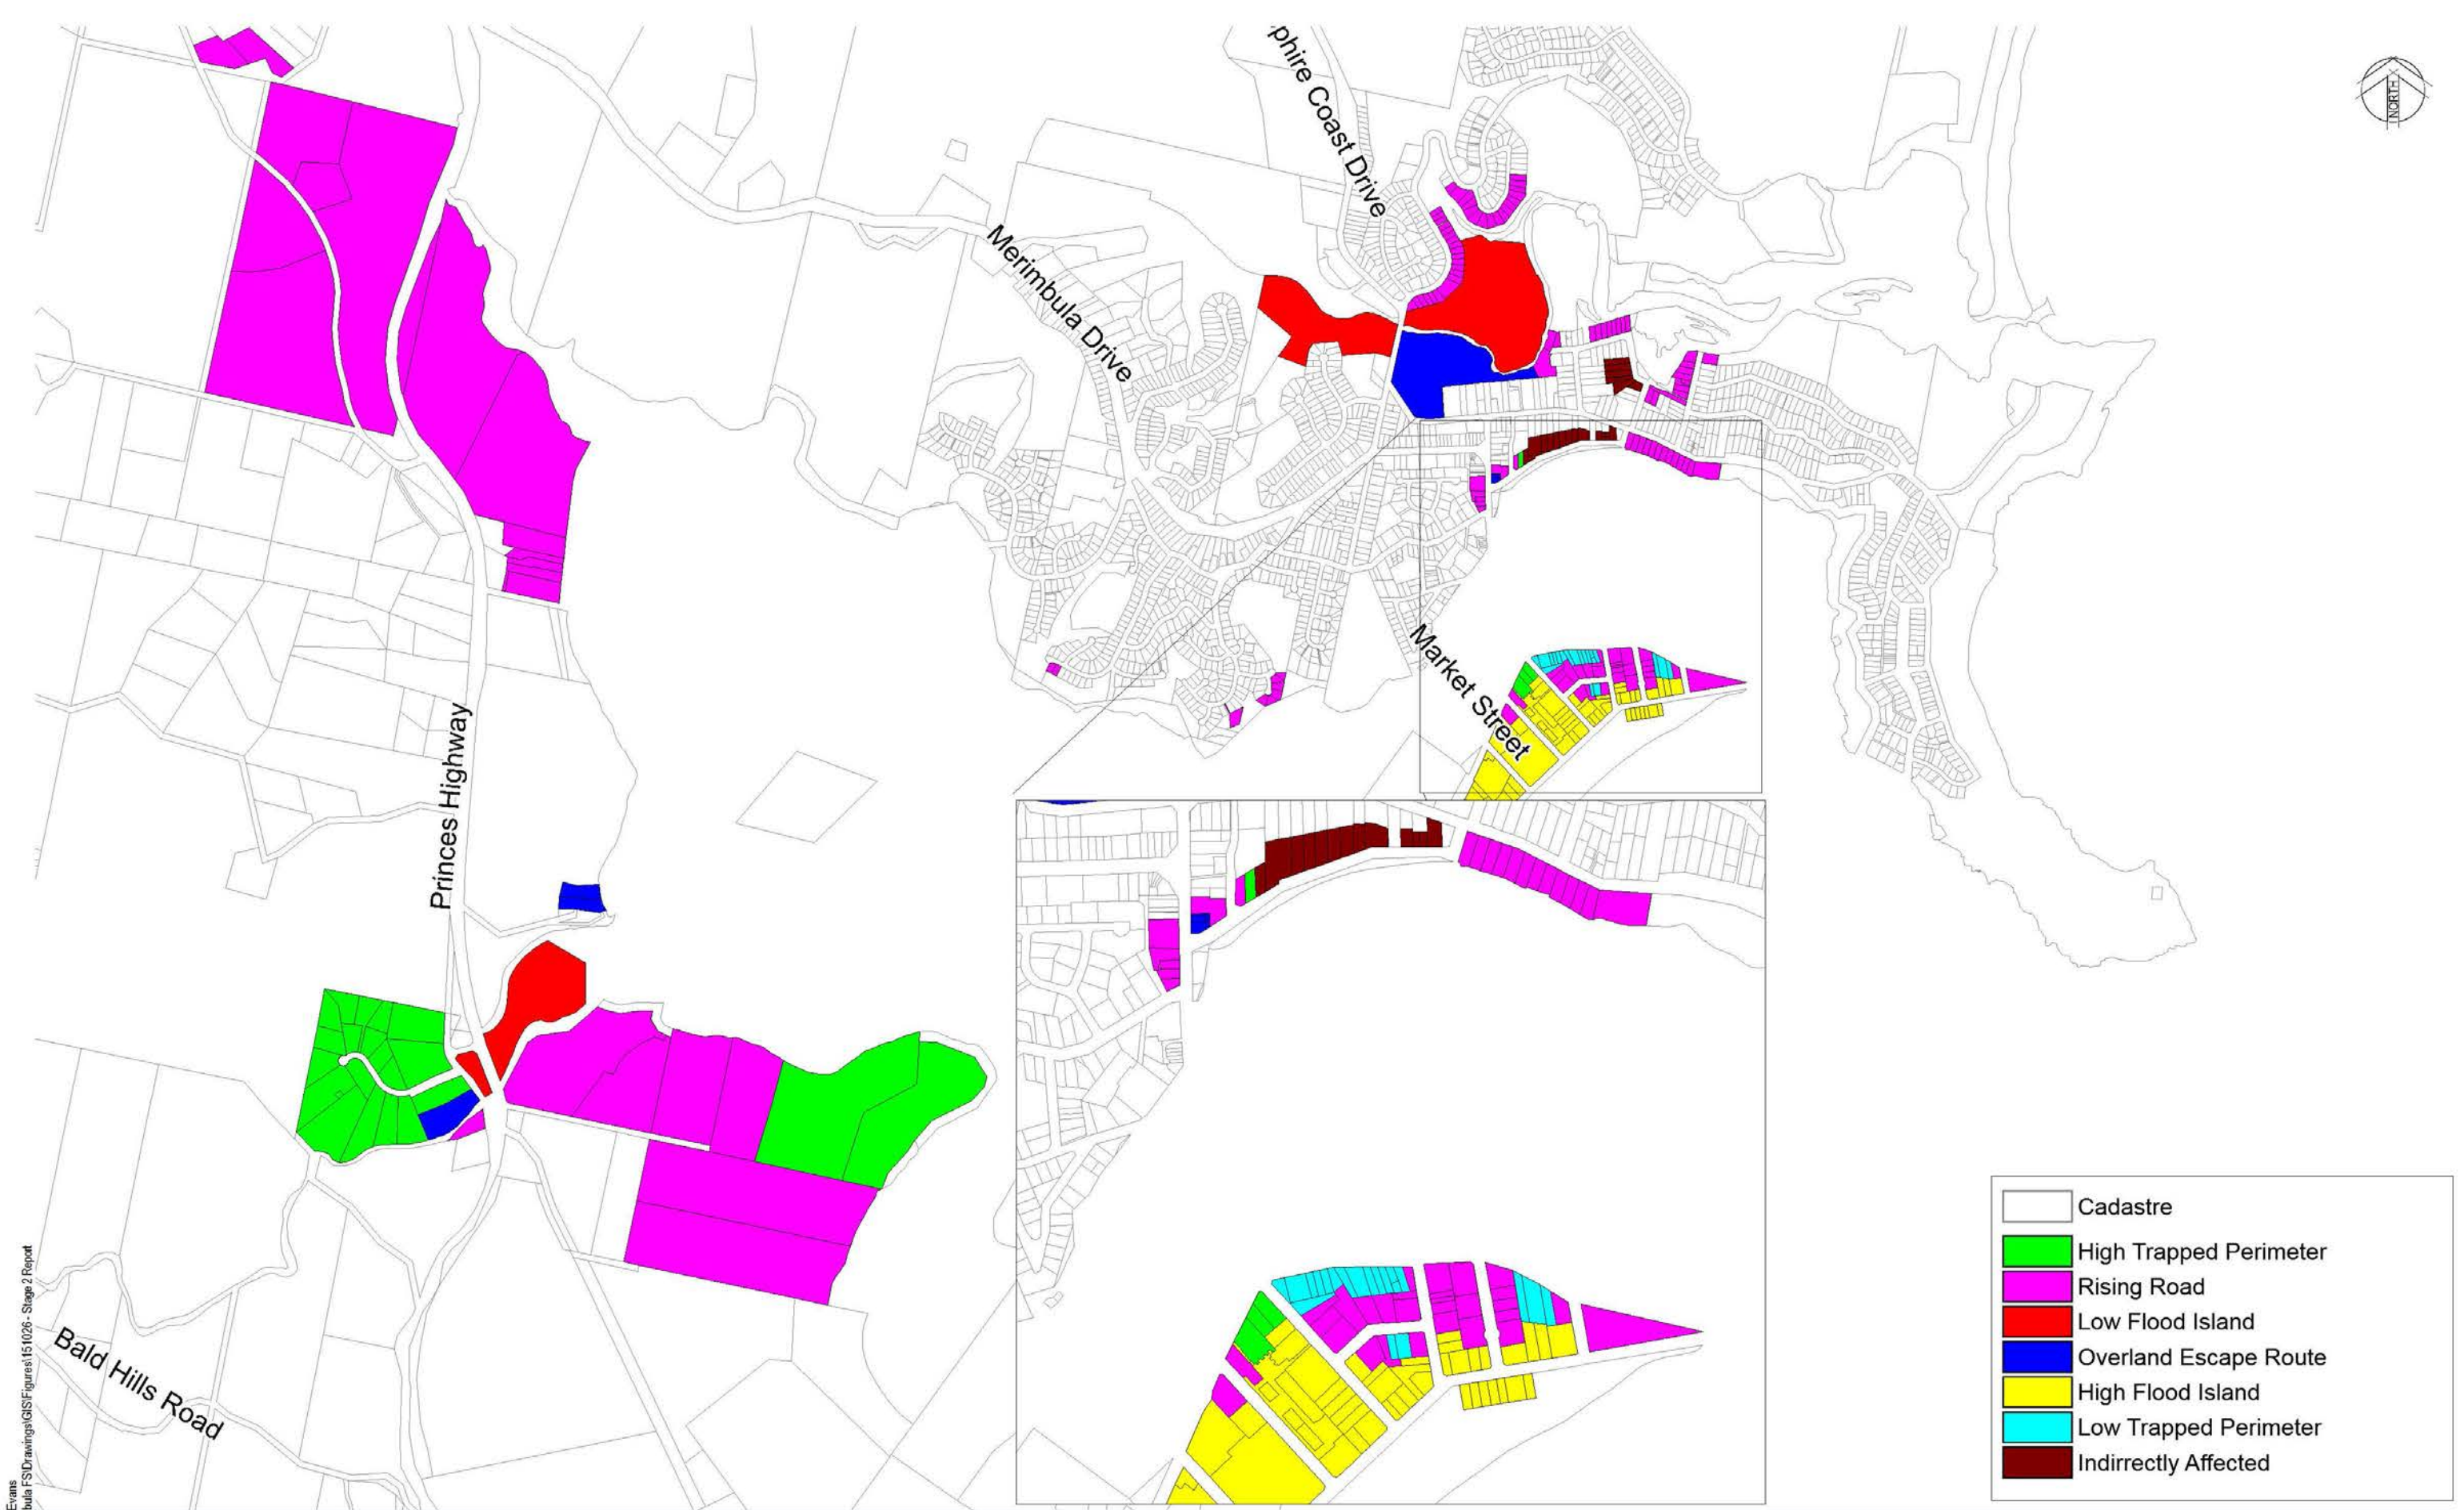 phire Coast Drive
NORTH
Merimbula Drive
Market Street
Princes Highway
Bald Hills Road
Evans
bula FS\Drawings\GIS\Figures\151026 - Stage 2 Report
Cadastre
High Trapped Perimeter
Rising Road
Low Flood Island
Overland Escape Route
High Flood Island
Low Trapped Perimeter
Indirrectly Affected